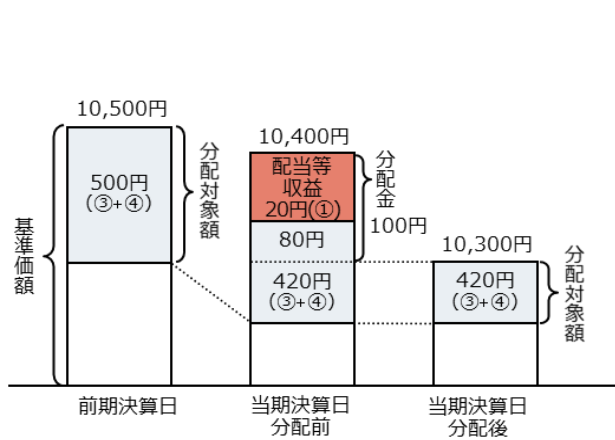 基準価額
10,500円
500円
(③+④)
分配対象額
前期決算日
10,400円
配当等
収益
20円(①)
80円
420円
(③+④)
分配金
100円
当期決算日
分配前
10,300円
420円
(③+④)
分配対象額
当期決算日
分配後